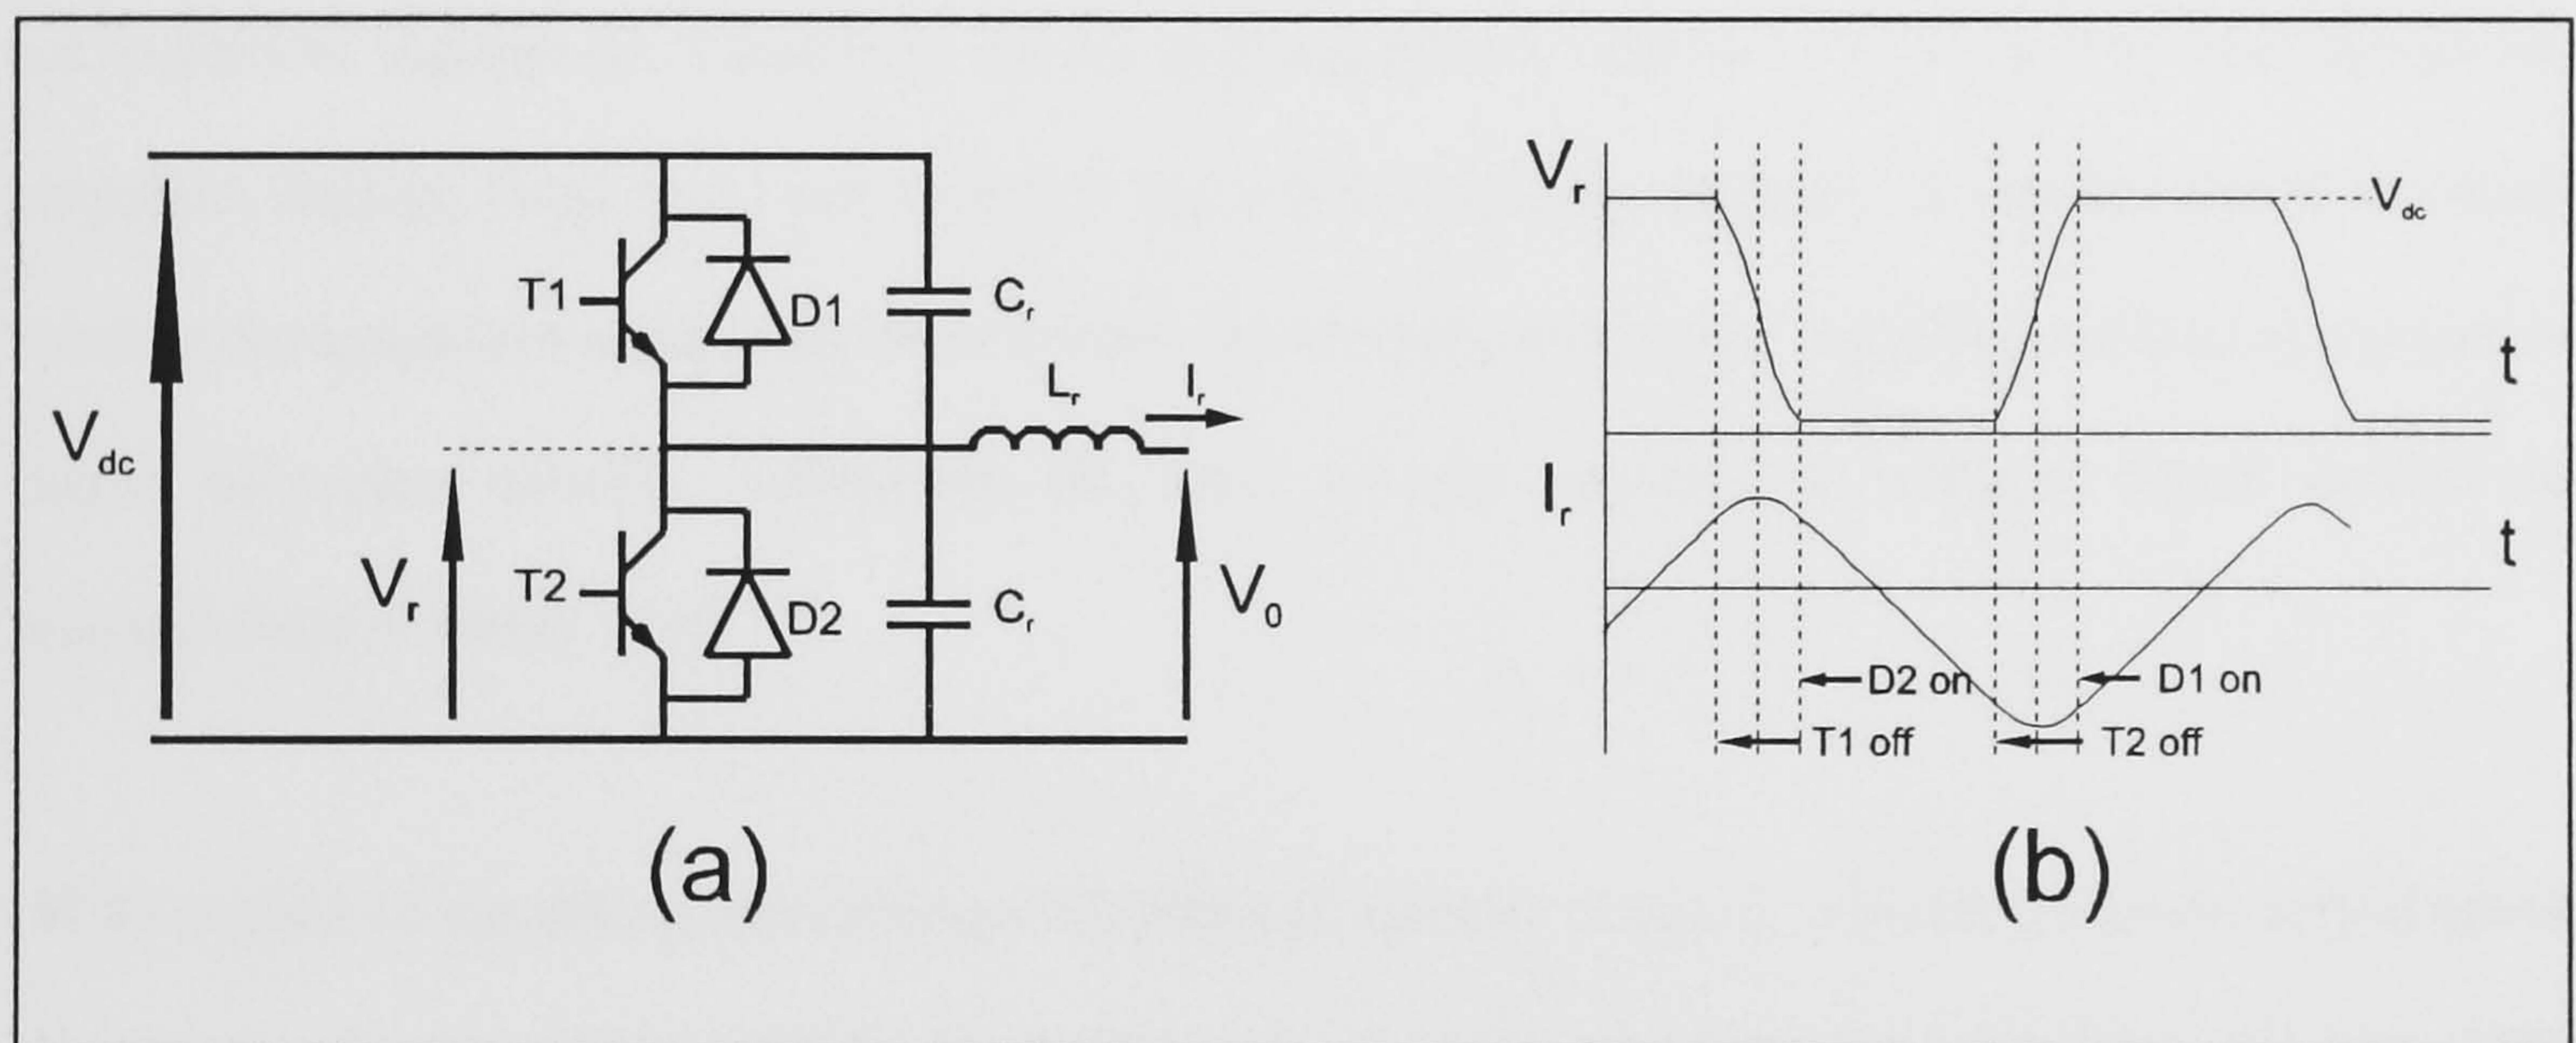 V_dc
V_r
T1
D1
C_r
L_r
I_r
T2
D2
C_r
V_0
(a)
V_r
V_dc
t
I_r
t
D2 on
D1 on
T1 off
T2 off
(b)